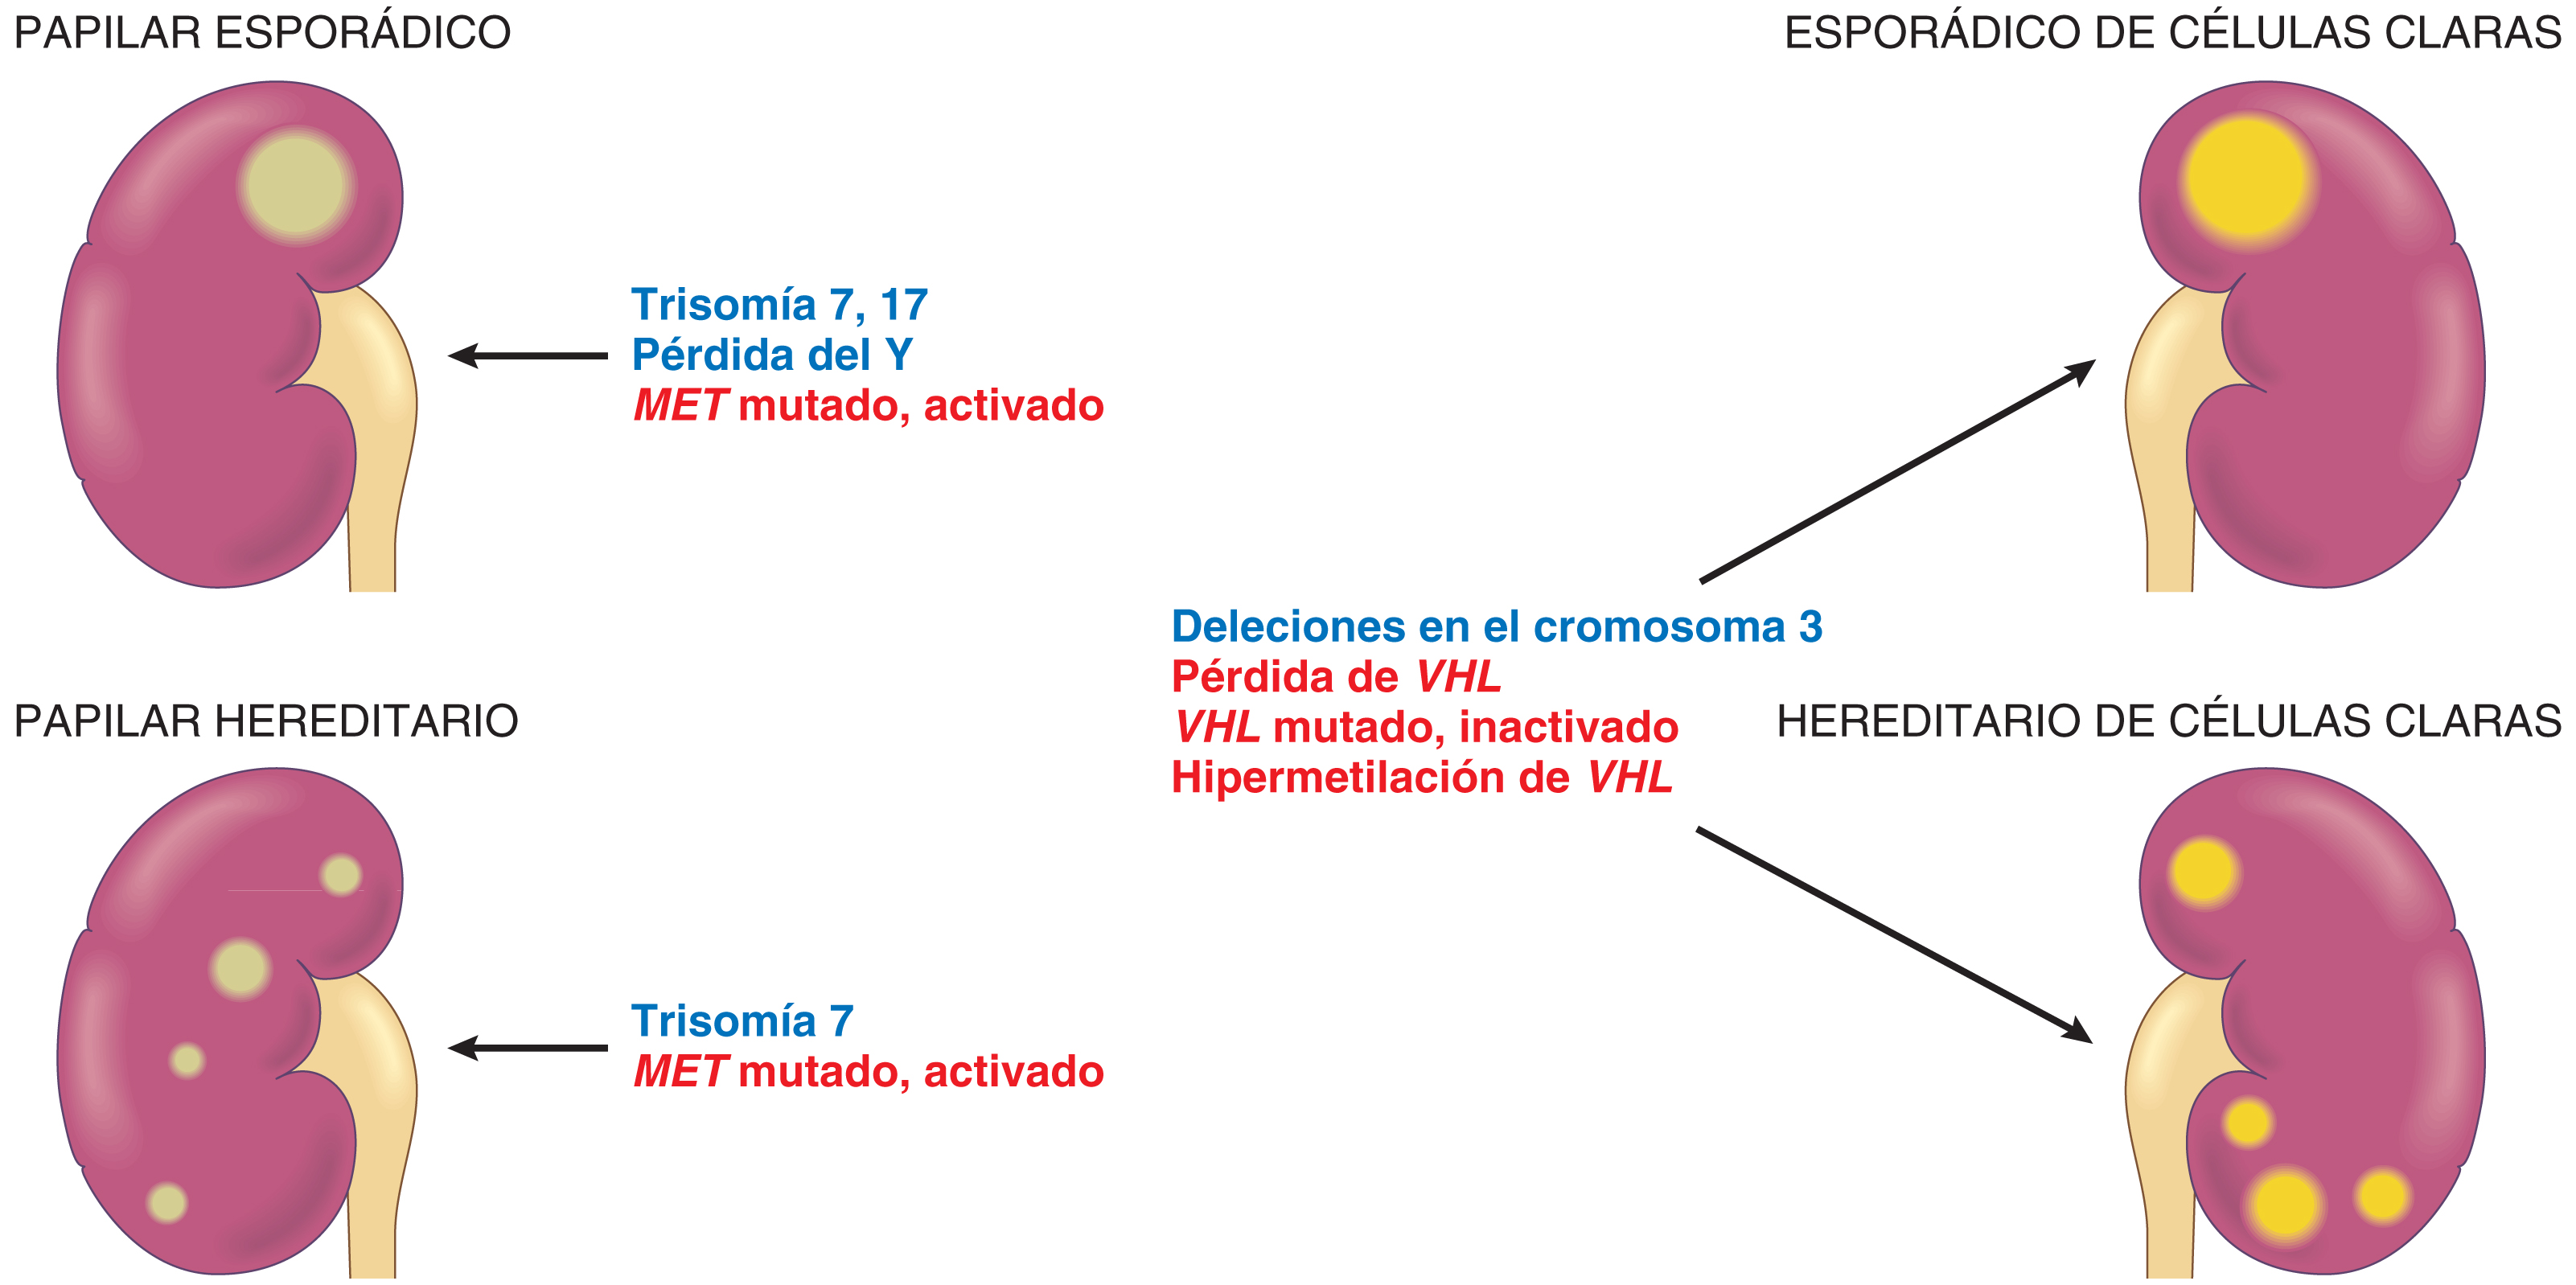 PAPILAR ESPORÁDICO
ESPORÁDICO DE CÉLULAS CLARAS
Trisomía 7, 17
Pérdida del Y
MET mutado, activado
Deleciones en el cromosoma 3
Pérdida de VHL
VHL mutado, inactivado
Hipermetilación de VHL
PAPILAR HEREDITARIO
HEREDITARIO DE CÉLULAS CLARAS
Trisomía 7
MET mutado, activado